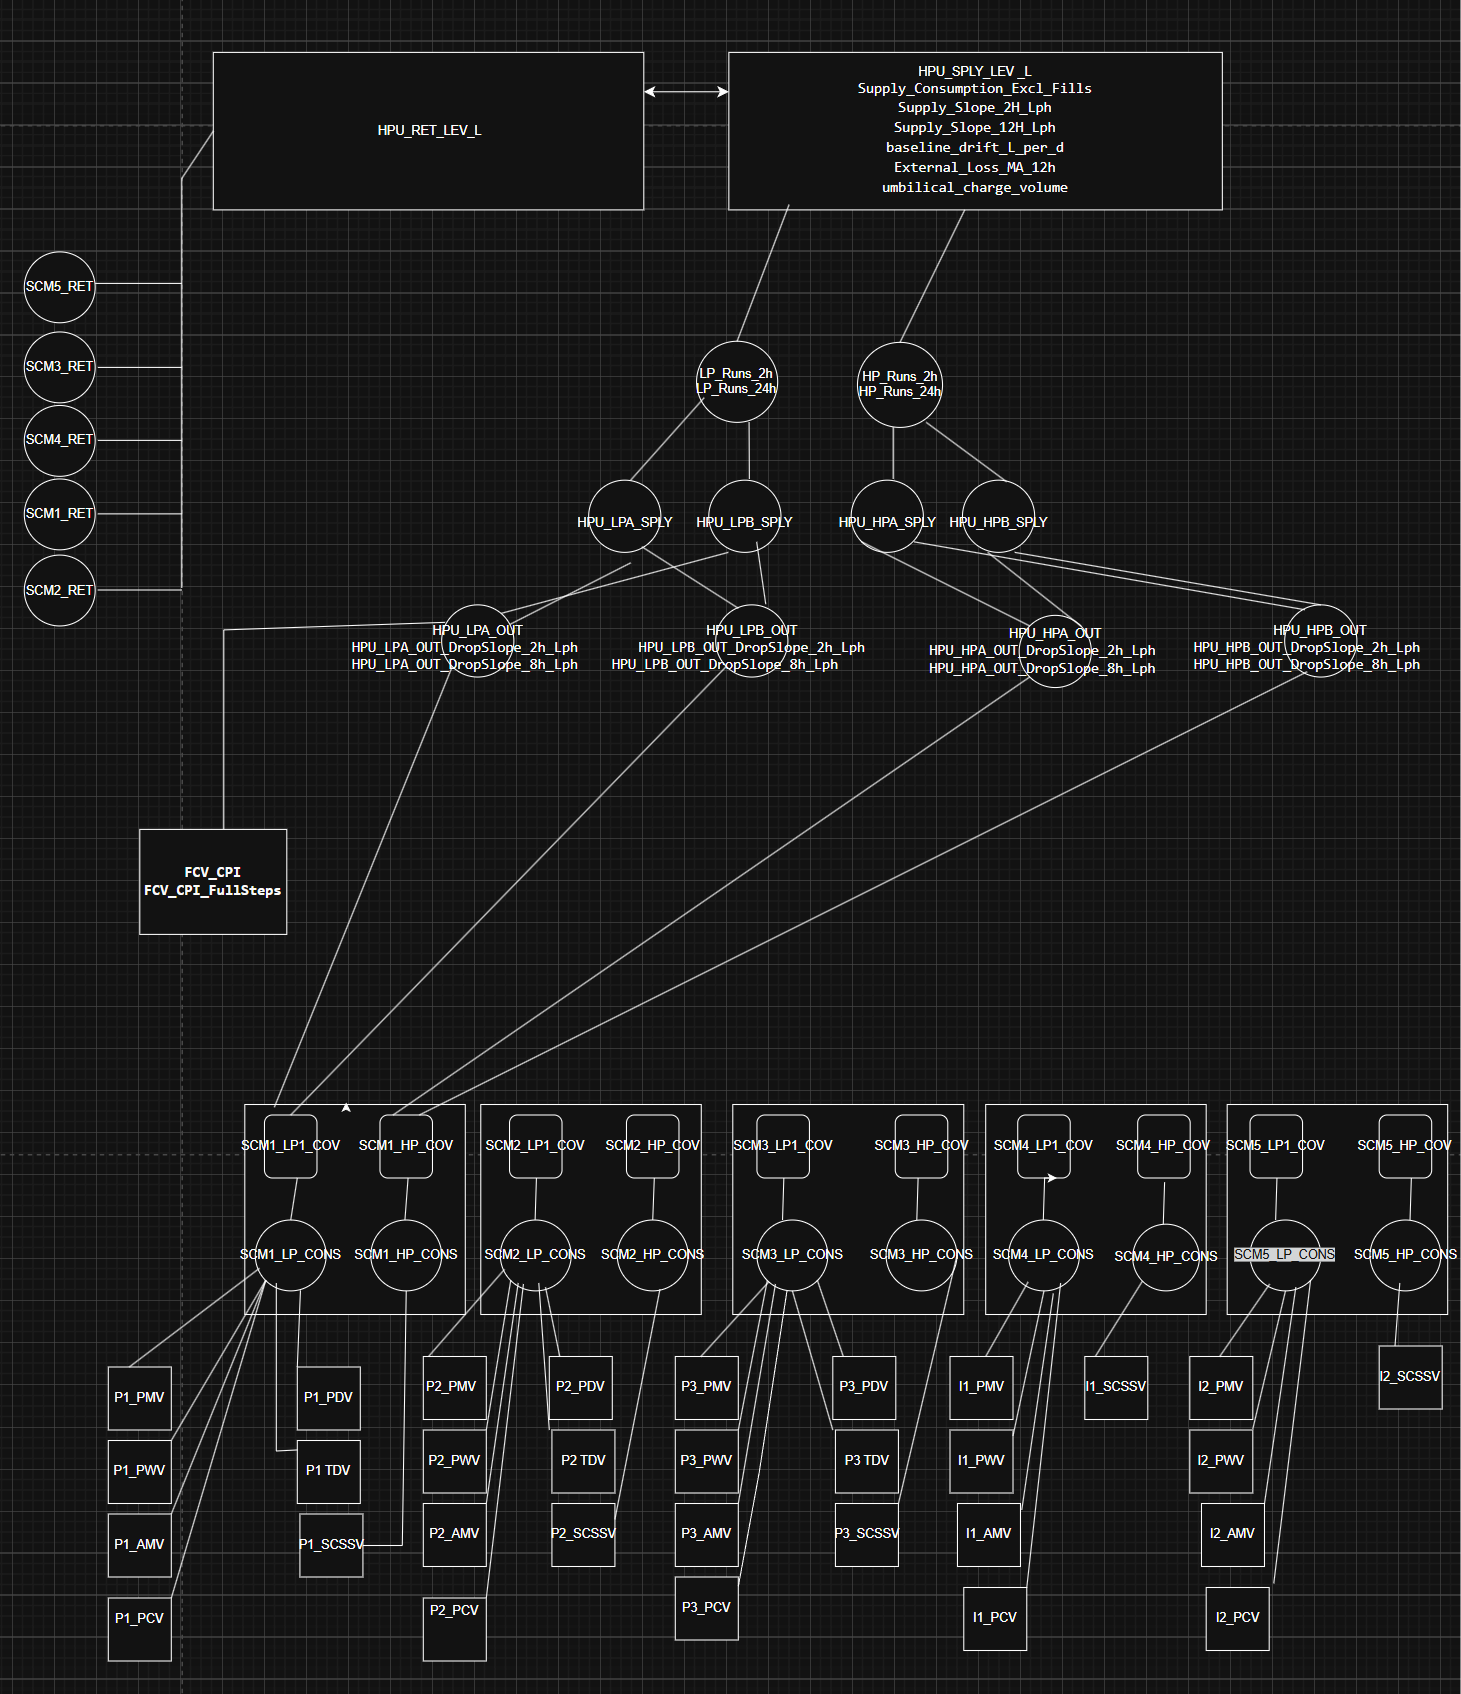 HPU_RET_LEV_L
HPU_SPLY_LEV_L
Supply_Consumption_Excl_Fills
Supply_Slope_2H_Lph
Supply_Slope_12H_Lph
baseline_drift_L_per_d
External_Loss_MA_12h
umbilical_charge_volume
SCM5_RET
SCM3_RET
SCM4_RET
SCM1_RET
SCM2_RET
LP_Runs_2h
LP_Runs_24h
HP_Runs_2h
HP_Runs_24h
HPU_LPA_SPLY
HPU_LPB_SPLY
HPU_HPA_SPLY
HPU_HPB_SPLY
HPU_LPA_OUT
HPU_LPA_OUT_DropSlope_2h_Lph
HPU_LPA_OUT_DropSlope_8h_Lph
HPU_LPB_OUT
HPU_LPB_OUT_DropSlope_2h_Lph
HPU_LPB_OUT_DropSlope_8h_Lph
HPU_HPA_OUT
HPU_HPA_OUT_DropSlope_2h_Lph
HPU_HPA_OUT_DropSlope_8h_Lph
HPU_HPB_OUT
HPU_HPB_OUT_DropSlope_2h_Lph
HPU_HPB_OUT_DropSlope_8h_Lph
FCV_CPI
FCV_CPI_FullSteps
SCM1_LP1_COV
SCM1_HP_COV
SCM2_LP1_COV
SCM2_HP_COV
SCM3_LP1_COV
SCM3_HP_COV
SCM4_LP1_COV
SCM4_HP_COV
SCM5_LP1_COV
SCM5_HP_COV
SCM1_LP_CONS
SCM1_HP_CONS
SCM2_LP_CONS
SCM2_HP_CONS
SCM3_LP_CONS
SCM3_HP_CONS
SCM4_LP_CONS
SCM4_HP_CONS
SCM5_LP_CONS
SCM5_HP_CONS
P1_PMV
P1_PDV
P2_PMV
P2_PDV
P3_PMV
P3_PDV
I1_PMV
I1_SCSSV
I2_PMV
I2_SCSSV
P1_PWV
P1 TDV
P2_PWV
P2 TDV
P3_PWV
P3 TDV
I1_PWV
I2_PWV
P1_AMV
P1_SCSSV
P2_AMV
P2_SCSSV
P3_AMV
P3_SCSSV
I1_AMV
I2_AMV
P1_PCV
P2_PCV
P3_PCV
I1_PCV
I2_PCV